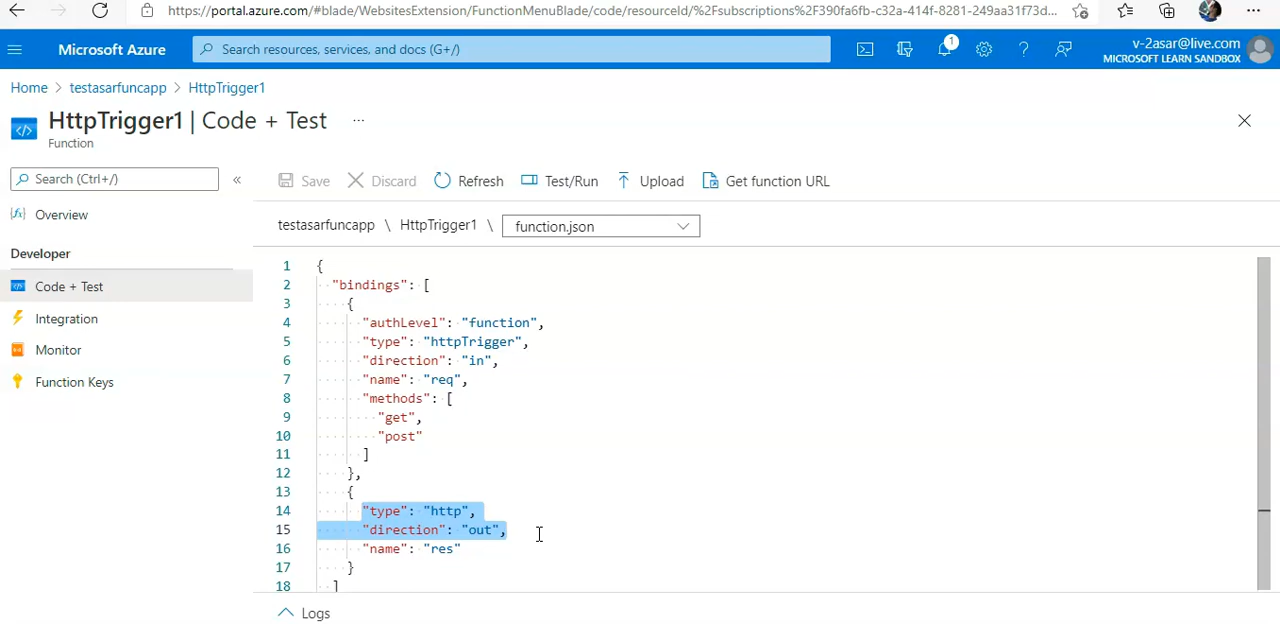 https://portal.azure.com/#blade/WebsitesExtension/FunctionMenuBlade/code/resourceId/%2Fsubscriptions%2F390fa6fb-c32a-414f-8281-249aa31f73d...
Microsoft Azure
Search resources, services, and docs (G+/)
1
v-2asar@live.com
MICROSOFT LEARN SANDBOX
Home > testasarfuncapp > HttpTrigger1
HttpTrigger1 | Code + Test ...
Function
Search (Ctrl+/)
«
Save Discard Refresh Test/Run Upload Get function URL
Overview
Developer
Code + Test
Integration
Monitor
Function Keys
testasarfuncapp \ HttpTrigger1 \ function.json
1 {
2 "bindings": [
3 {
4 "authLevel": "function",
5 "type": "httpTrigger",
6 "direction": "in",
7 "name": "req",
8 "methods": [
9 "get",
10 "post"
11 ]
12 },
13 {
14 "type": "http",
15 "direction": "out",
16 "name": "res"
17 }
18 ]
Logs